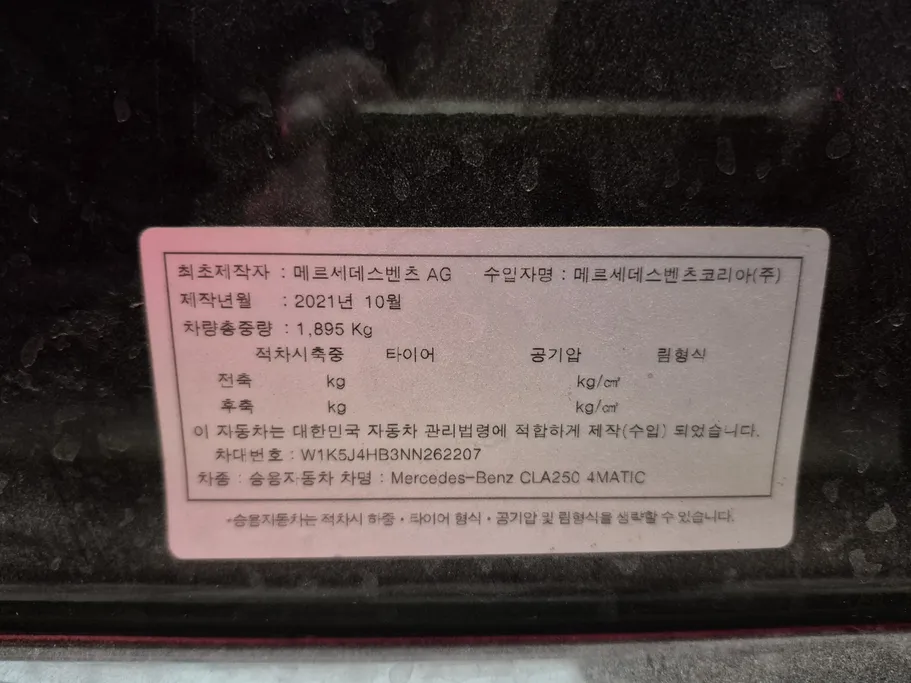 최초제작자 : 메르세데스벤츠 AG 수입자명 : 메르세데스벤츠코리아(주)
제작년월 : 2021년 10월
차량총중량 : 1,895 Kg
적차시축중 타이어 공기압 림형식
전축 kg kg/㎠
후축 kg kg/㎠
이 자동차는 대한민국 자동차 관리법령에 적합하게 제작(수입) 되었습니다.
차대번호 : W1K5J4HB3NN262207
차종 : 승용자동차 차명 : Mercedes-Benz CLA250 4MATIC
*승용자동차는 적차시 하중・타이어 형식・공기압 및 림형식을 생략할 수 있습니다.